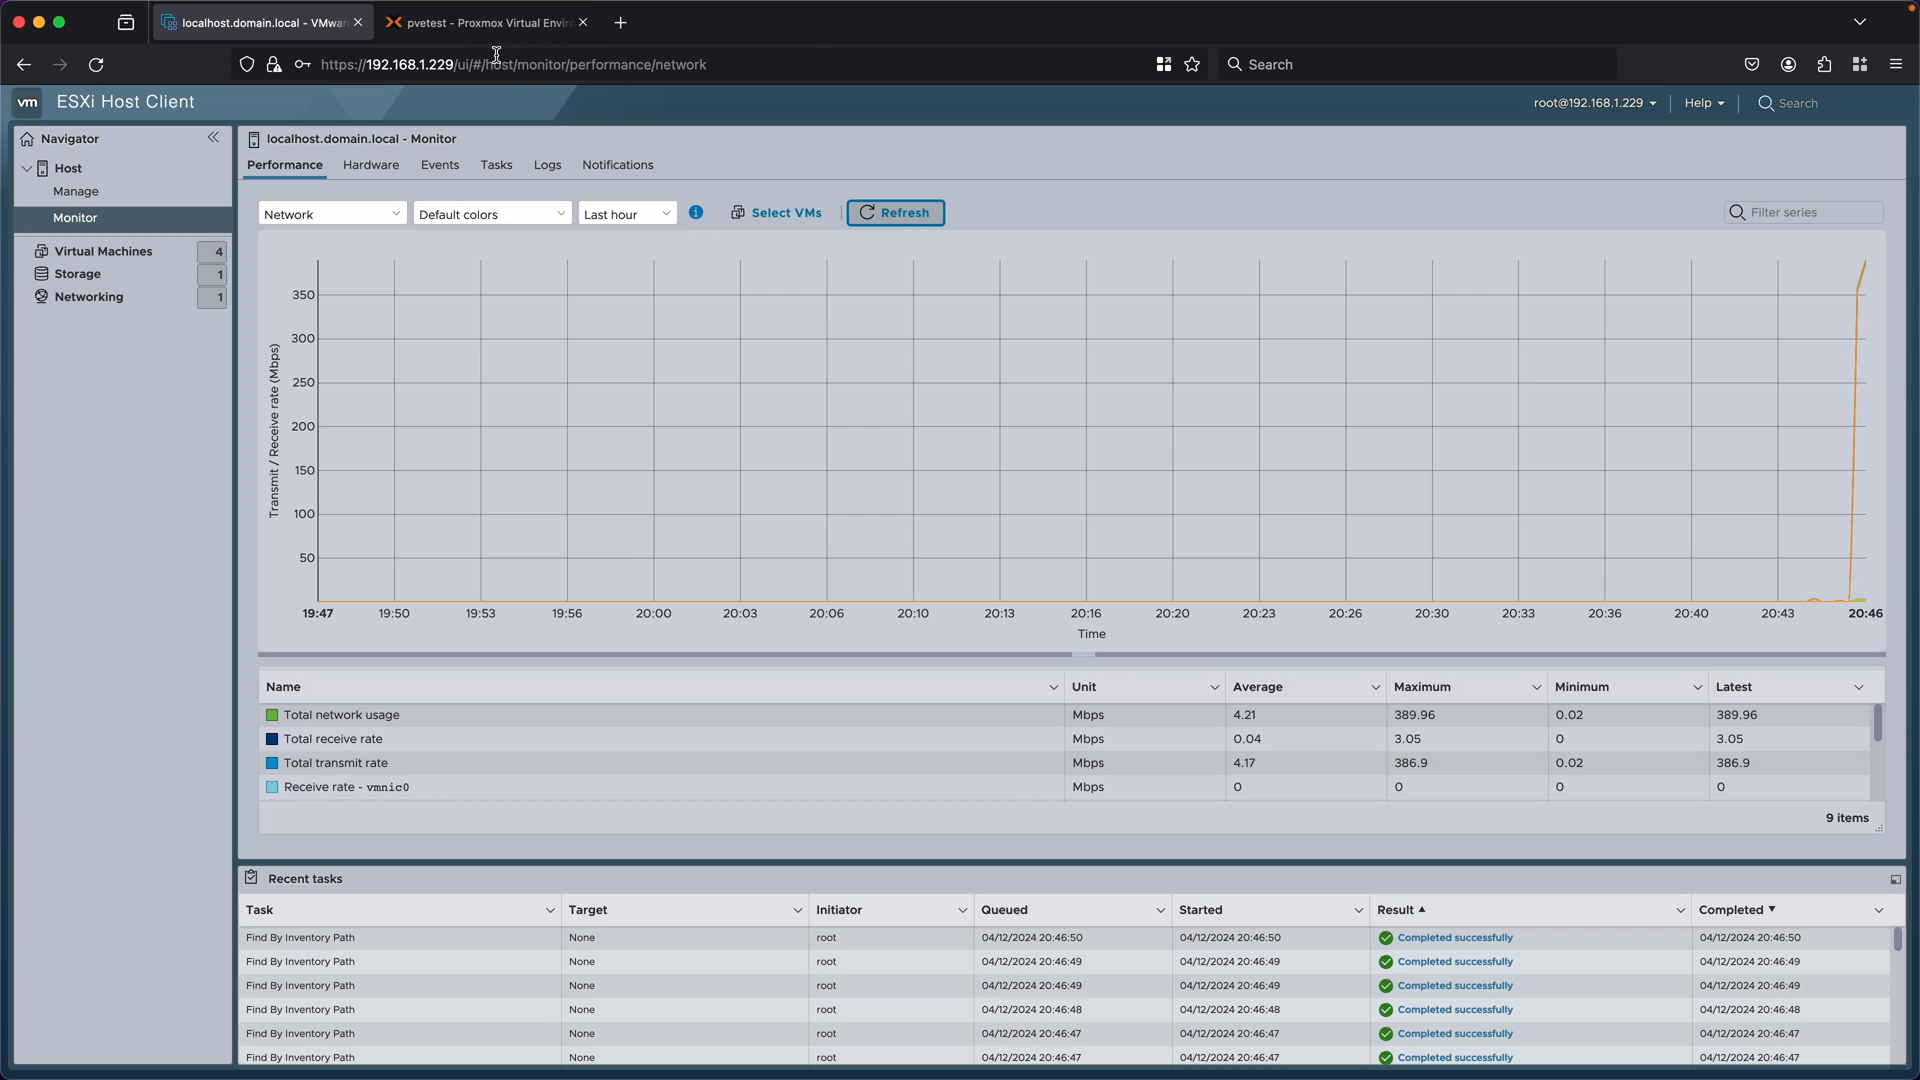 localhost.domain.local - VMwar
pvetest - Proxmox Virtual Enviro
https://192.168.1.229/ui/#/host/monitor/performance/network
Search
vm
ESXi Host Client
root@192.168.1.229
Help
Search
Navigator
Host
Manage
Monitor
Virtual Machines 4
Storage 1
Networking 1
localhost.domain.local - Monitor
Performance Hardware Events Tasks Logs Notifications
Network Default colors Last hour Select VMs Refresh Filter series
Transmit / Receive rate (Mbps)
350
300
250
200
150
100
50
19:47 19:50 19:53 19:56 20:00 20:03 20:06 20:10 20:13 20:16 20:20 20:23 20:26 20:30 20:33 20:36 20:40 20:43 20:46
Time
Name Unit Average Maximum Minimum Latest
Total network usage Mbps 4.21 389.96 0.02 389.96
Total receive rate Mbps 0.04 3.05 0 3.05
Total transmit rate Mbps 4.17 386.9 0.02 386.9
Receive rate - vmnic0 Mbps 0 0 0 0
9 items
Recent tasks
Task Target Initiator Queued Started Result Completed
Find By Inventory Path None root 04/12/2024 20:46:50 04/12/2024 20:46:50 Completed successfully 04/12/2024 20:46:50
Find By Inventory Path None root 04/12/2024 20:46:49 04/12/2024 20:46:49 Completed successfully 04/12/2024 20:46:49
Find By Inventory Path None root 04/12/2024 20:46:49 04/12/2024 20:46:49 Completed successfully 04/12/2024 20:46:49
Find By Inventory Path None root 04/12/2024 20:46:48 04/12/2024 20:46:48 Completed successfully 04/12/2024 20:46:48
Find By Inventory Path None root 04/12/2024 20:46:47 04/12/2024 20:46:47 Completed successfully 04/12/2024 20:46:47
Find By Inventory Path None root 04/12/2024 20:46:47 04/12/2024 20:46:47 Completed successfully 04/12/2024 20:46:47